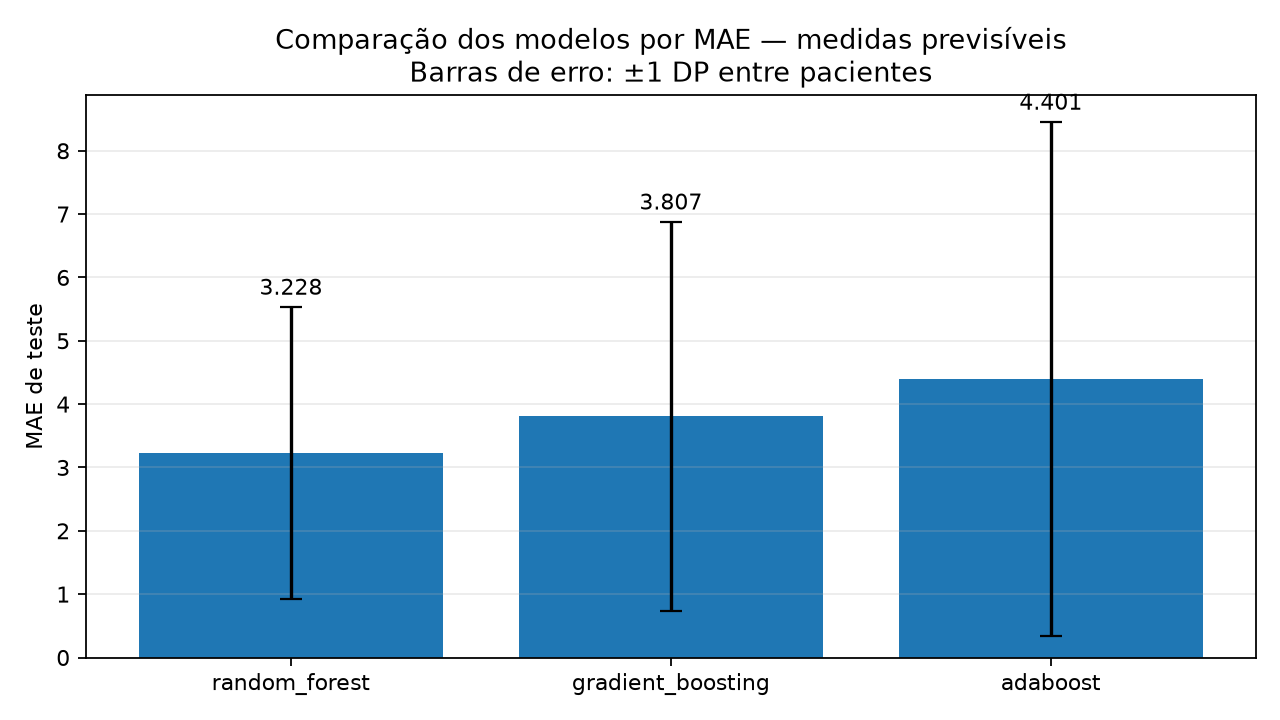 Comparação dos modelos por MAE — medidas previsíveis
Barras de erro: ±1 DP entre pacientes
4.401
3.807
3.228
MAE de teste
8
7
6
5
4
3
2
1
0
random_forest
gradient_boosting
adaboost